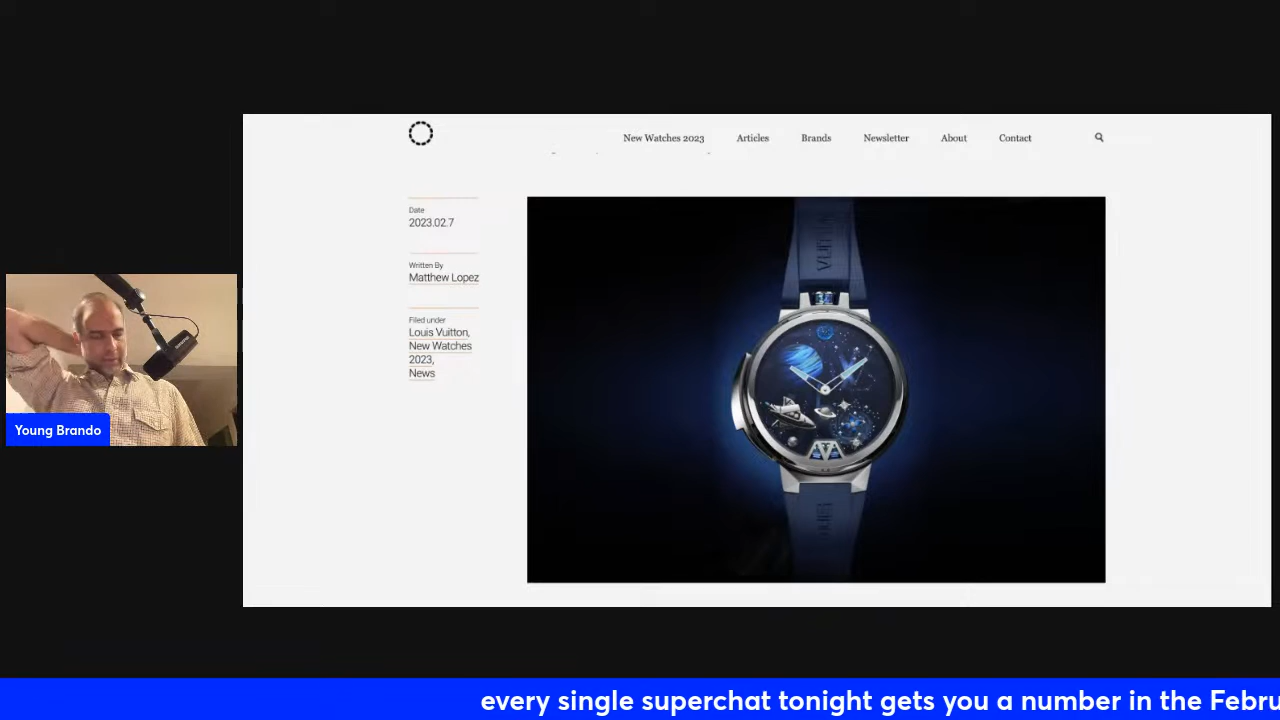 New Watches 2023 Articles Brands Newsletter About Contact
Date
2023.02.7
Written By
Matthew Lopez
Filed under
Louis Vuitton,
New Watches
2023,
News
VUITT
Young Brando
every single superchat tonight gets you a number in the Febru